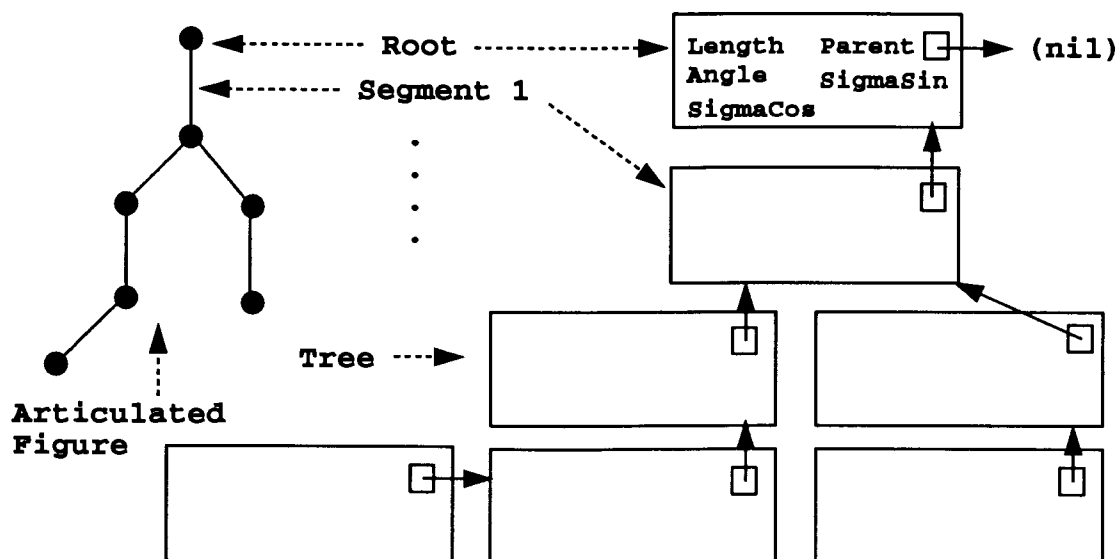 Root
Segment 1
Length Parent
Angle SigmaSin
SigmaCos
(nil)
Tree
Articulated
Figure